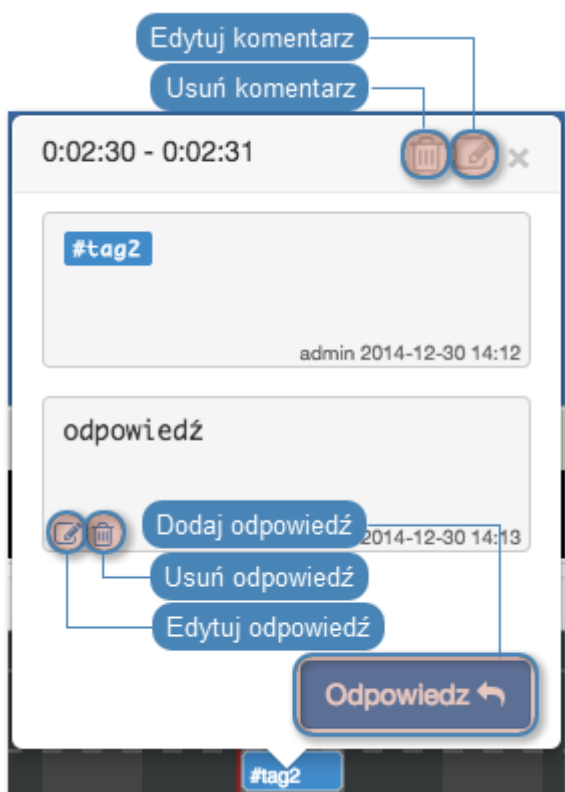 Edytuj komentarz
Usuń komentarz
0:02:30 - 0:02:31
#tag2
admin 2014-12-30 14:12
odpowiedź
Dodaj odpowiedź
2014-12-30 14:13
Usuń odpowiedź
Edytuj odpowiedź
Odpowiedz
#tag2